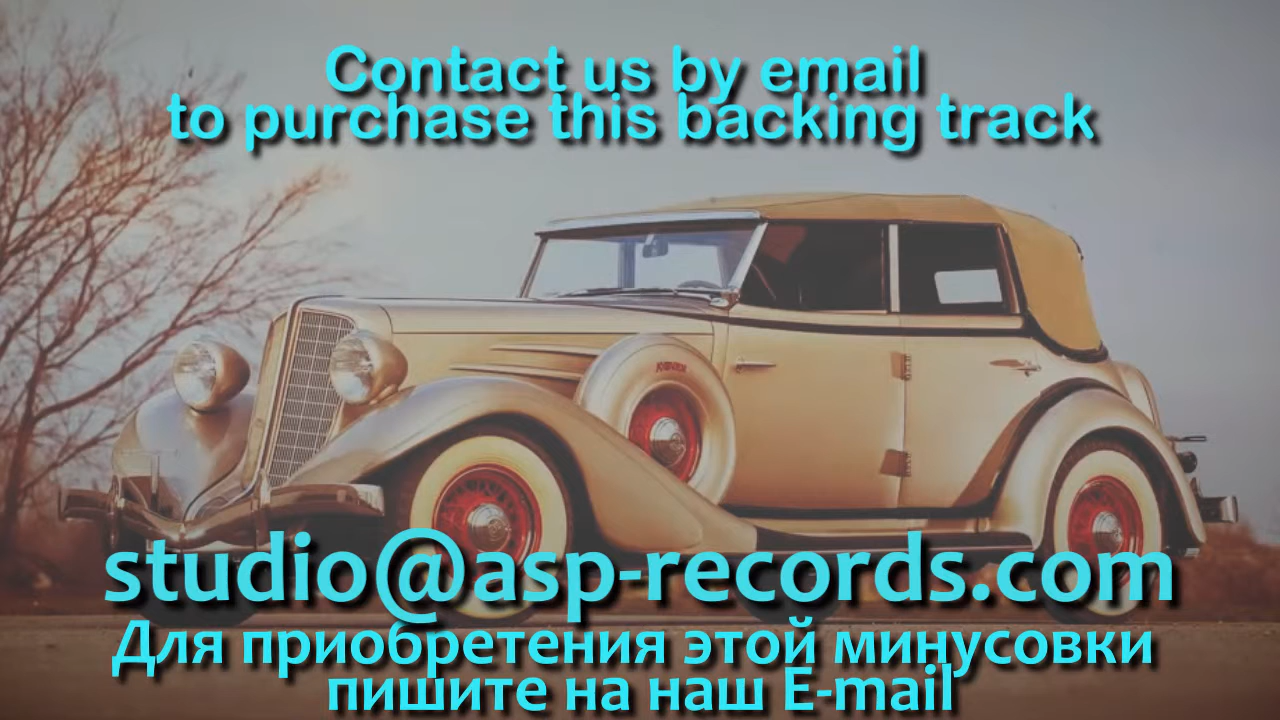 Contact us by email
to purchase this backing track
studio@asp-records.com
Для приобретения этой минусовки
пишите на наш E-mail